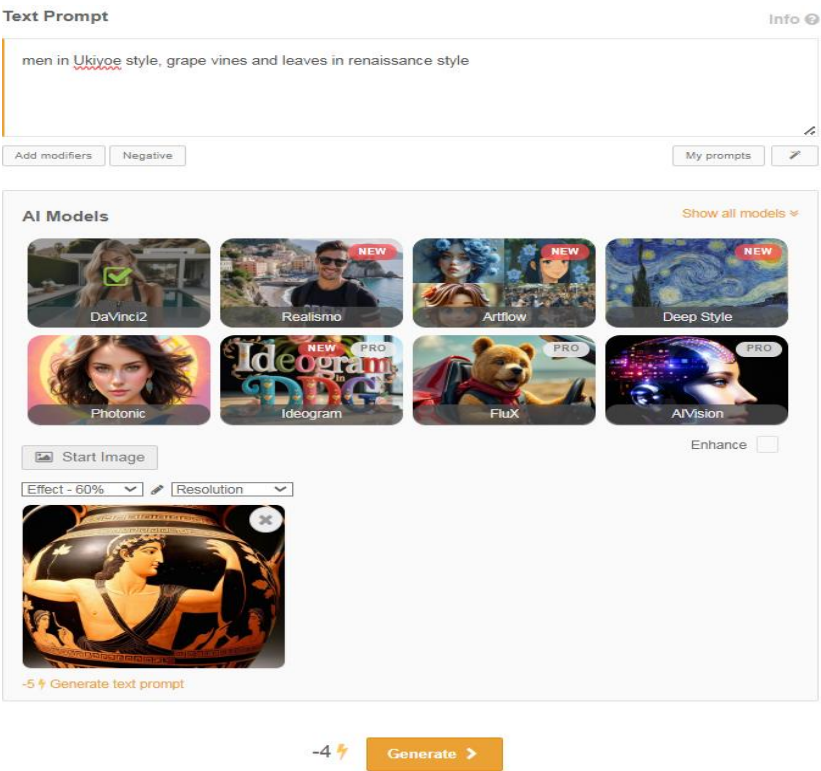 Text Prompt
Info
men in Ukiyoe style, grape vines and leaves in renaissance style
Add modifiers
Negative
My prompts
AI Models
Show all models
DaVinci2
NEW
Realismo
NEW
Artflow
NEW
Deep Style
Photonic
NEW
PRO
Ideogram
in
Ideogram
PRO
FluX
PRO
AIVision
Start Image
Enhance
Effect - 60%
Resolution
-5 Generate text prompt
-4
Generate